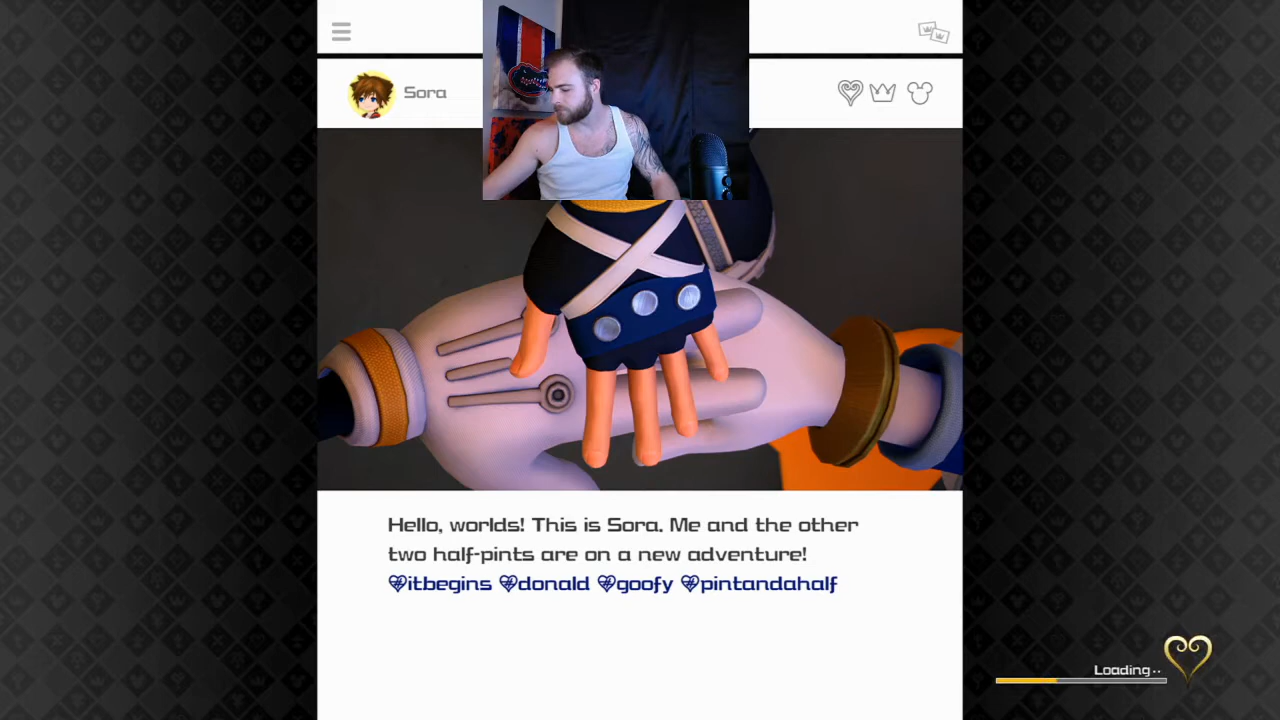 Sora
Hello, worlds! This is Sora. Me and the other
two half-pints are on a new adventure!
itbegins donald goofy pintandahalf
Loading..